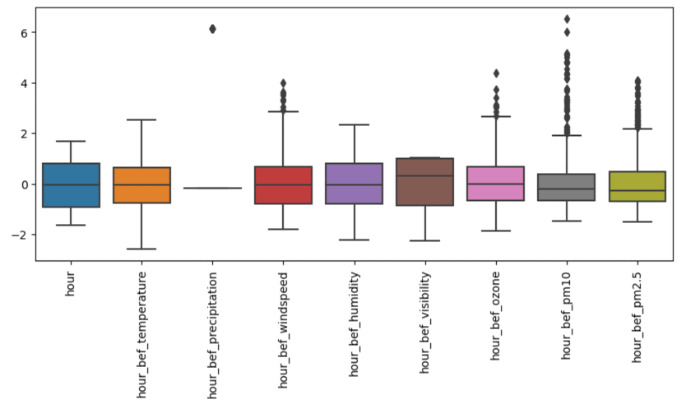 6
4
2
0
−2
hour
hour_bef_temperature
hour_bef_precipitation
hour_bef_windspeed
hour_bef_humidity
hour_bef_visibility
hour_bef_ozone
hour_bef_pm10
hour_bef_pm2.5